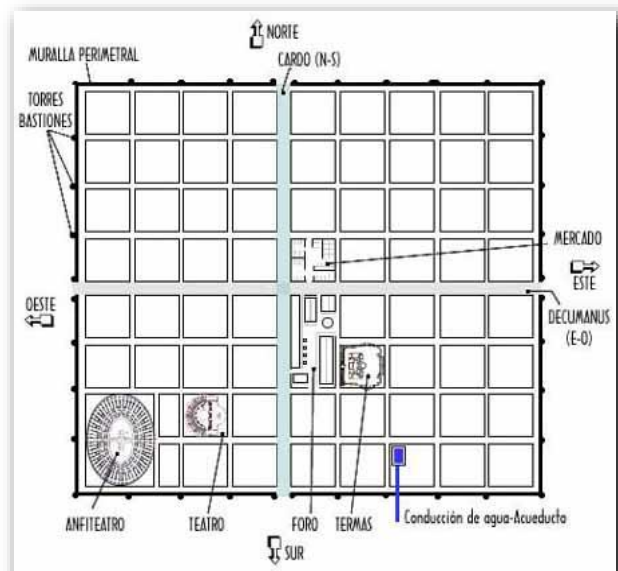 NORTE
MURALLA PERIMETRAL
CARDO (N-S)
TORRES
BASTIONES
MERCADO
OESTE
ESTE
DECUMANUS
(E-O)
ANFITEATRO
TEATRO
FORO
TERMAS
Conducción de agua-Acueducto
SUR